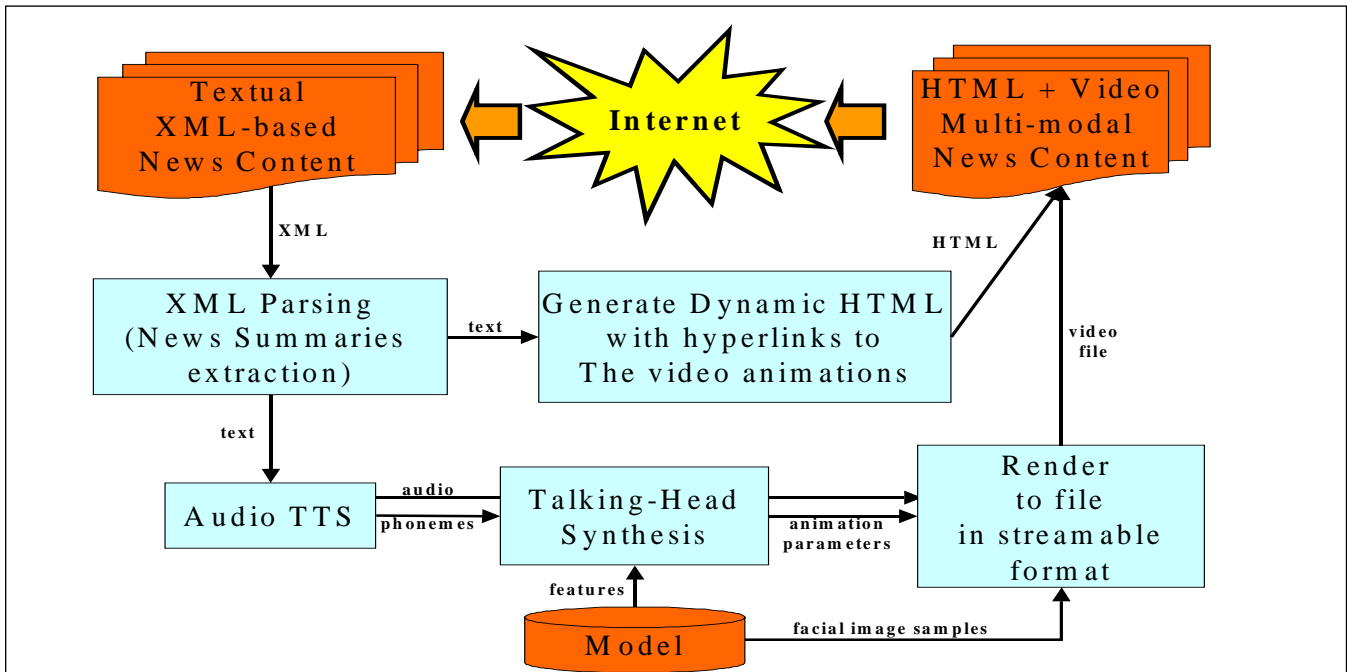 Textual
XML-based
News Content
Internet
HTML + Video
Multi-modal
News Content
XML
HTML
XML Parsing
(News Summaries
extraction)
text
Generate Dynamic HTML
with hyperlinks to
The video animations
video
file
text
Audio TTS
audio
phonemes
Talking-Head
Synthesis
animation
parameters
Render
to file
in streamable
format
features
Model
facial image samples